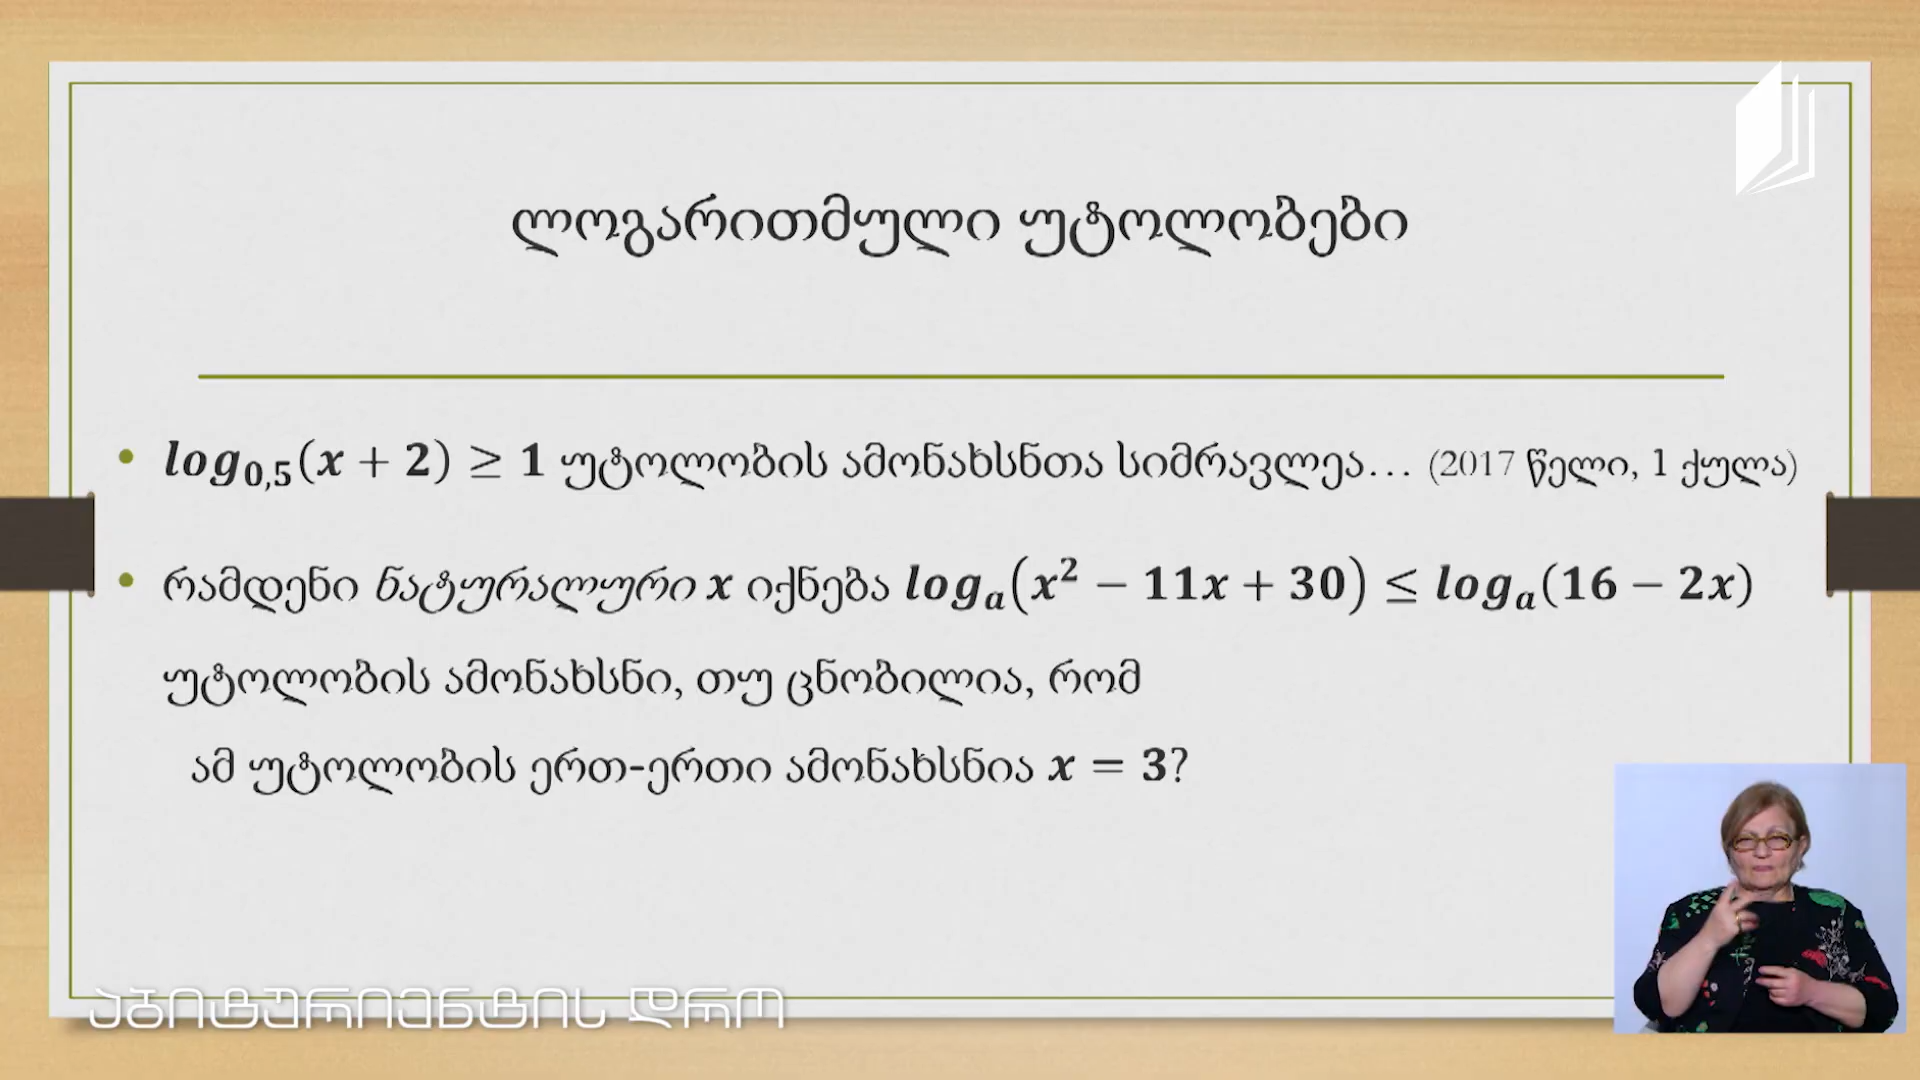 ლოგარითმული უტოლობები
• log₀,₅(x + 2) ≥ 1 უტოლობის ამონახსნთა სიმრავლეა… (2017 წელი, 1 ქულა)
• რამდენი ნატურალური x იქნება logₐ(x² − 11x + 30) ≤ logₐ(16 − 2x)
უტოლობის ამონახსნი, თუ ცნობილია, რომ
ამ უტოლობის ერთ-ერთი ამონახსნია x = 3?
აბიტურიენტის დრო